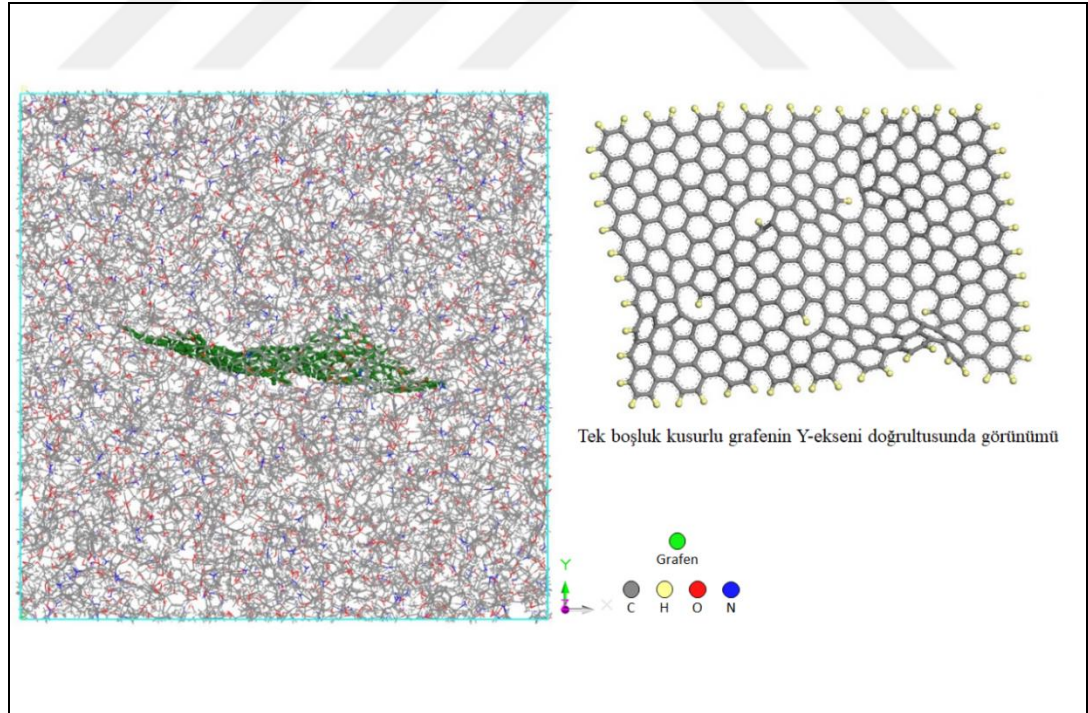 Tek boşluk kusurlu grafenin Y-ekseni doğrultusunda görünümü
Grafen
Y
Z
X
C H O N